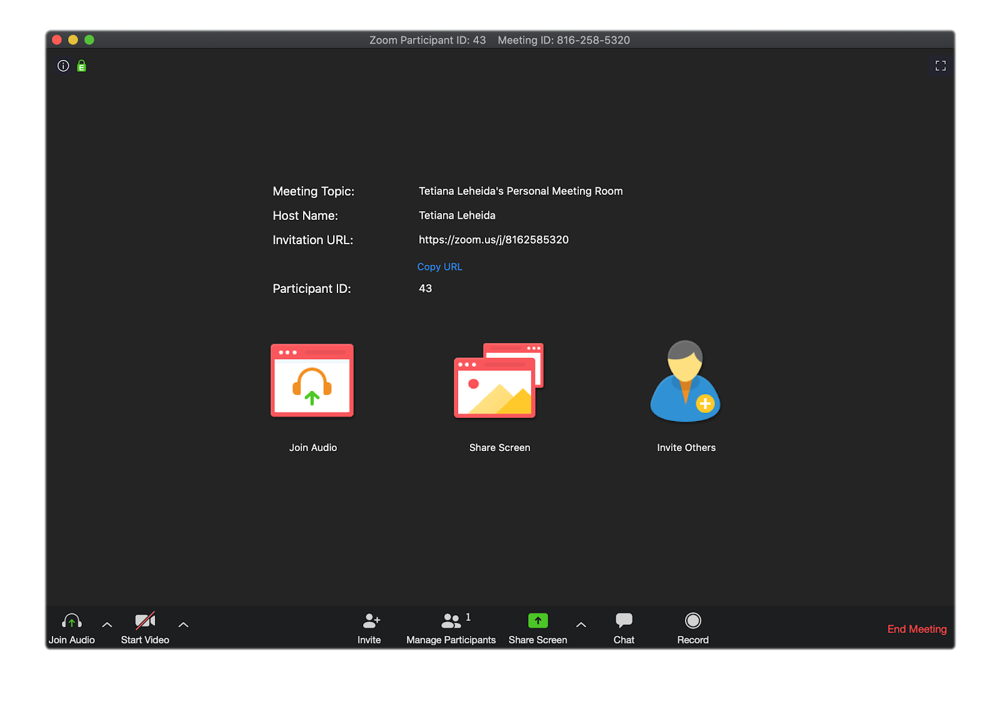 Zoom Participant ID: 43 Meeting ID: 816-258-5320
E
Meeting Topic: Tetiana Leheida's Personal Meeting Room
Host Name: Tetiana Leheida
Invitation URL: https://zoom.us/j/8162585320
Copy URL
Participant ID: 43
Join Audio Share Screen Invite Others
1
Join Audio Start Video Invite Manage Participants Share Screen Chat Record End Meeting